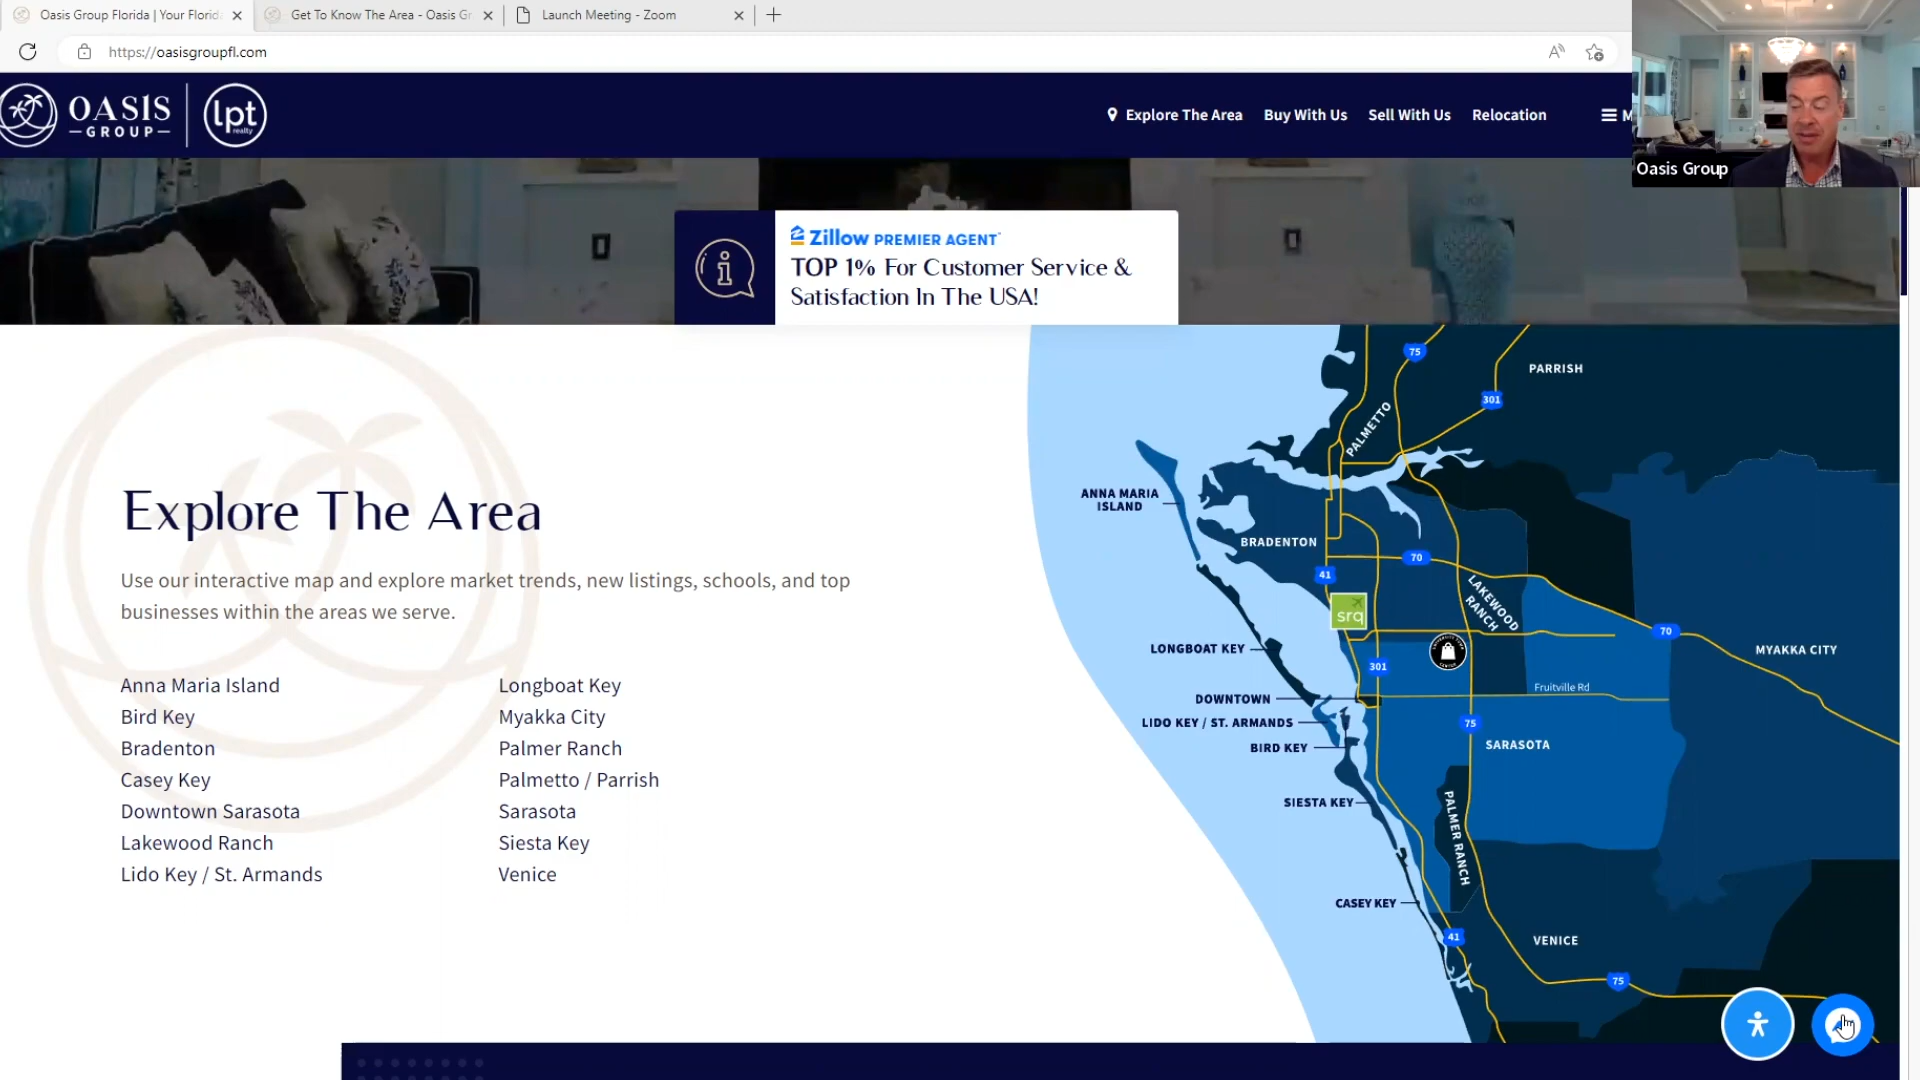 Oasis Group Florida | Your Florid
Get To Know The Area - Oasis Gr
Launch Meeting - Zoom
https://oasisgroupfl.com
OASIS
GROUP
lpt
realty
Explore The Area
Buy With Us
Sell With Us
Relocation
M
Oasis Group
Zillow PREMIER AGENT
TOP 1% For Customer Service &
Satisfaction In The USA!
Explore The Area
Use our interactive map and explore market trends, new listings, schools, and top
businesses within the areas we serve.
Anna Maria Island
Bird Key
Bradenton
Casey Key
Downtown Sarasota
Lakewood Ranch
Lido Key / St. Armands
Longboat Key
Myakka City
Palmer Ranch
Palmetto / Parrish
Sarasota
Siesta Key
Venice
75
PARRISH
301
PALMETTO
ANNA MARIA
ISLAND
BRADENTON
70
41
LAKEWOOD
RANCH
srq
70
LONGBOAT KEY
301
MYAKKA CITY
Fruitville Rd
DOWNTOWN
LIDO KEY / ST. ARMANDS
75
BIRD KEY
SARASOTA
SIESTA KEY
PALMER RANCH
CASEY KEY
41
VENICE
75